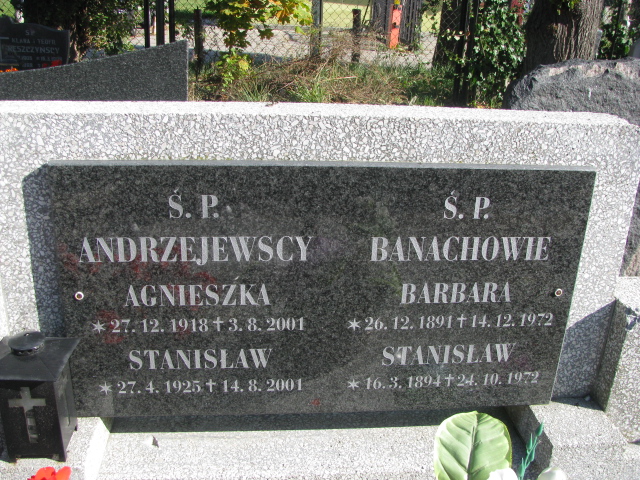 Ś. P.
ANDRZEJEWSCY
AGNIESZKA
* 27. 12. 1918 † 3. 8. 2001
STANISŁAW
* 27. 4. 1925 † 14. 8. 2001
Ś. P.
BANACHOWIE
BARBARA
* 26. 12. 1891 † 14. 12. 1972
STANISŁAW
* 16. 3. 1894 † 24. 10. 1972